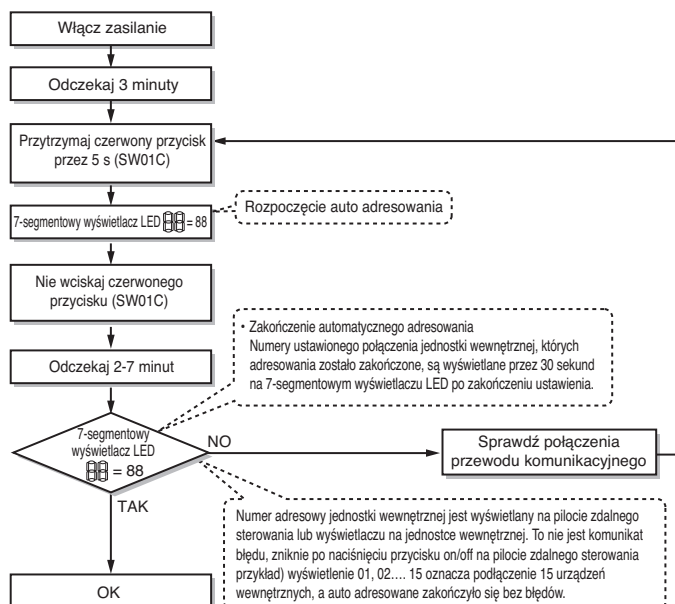 Włącz zasilanie
Odczekaj 3 minuty
Przytrzymaj czerwony przycisk
przez 5 s (SW01C)
7-segmentowy wyświetlacz LED 88 = 88
Rozpoczęcie auto adresowania
Nie wciskaj czerwonego
przycisku (SW01C)
• Zakończenie automatycznego adresowania
Numery ustawionego połączenia jednostki wewnętrznej, których
adresowania zostało zakończone, są wyświetlane przez 30 sekund
na 7-segmentowym wyświetlaczu LED po zakończeniu ustawienia.
Odczekaj 2-7 minut
7-segmentowy
wyświetlacz LED
88 = 88
NO
Sprawdź połączenia
przewodu komunikacyjnego
TAK
Numer adresowy jednostki wewnętrznej jest wyświetlany na pilocie zdalnego
sterowania lub wyświetlaczu na jednostce wewnętrznej. To nie jest komunikat
błędu, zniknie po naciśnięciu przycisku on/off na pilocie zdalnego sterowania
przykład) wyświetlenie 01, 02.... 15 oznacza podłączenie 15 urządzeń
wewnętrznych, a auto adresowane zakończyło się bez błędów.
OK